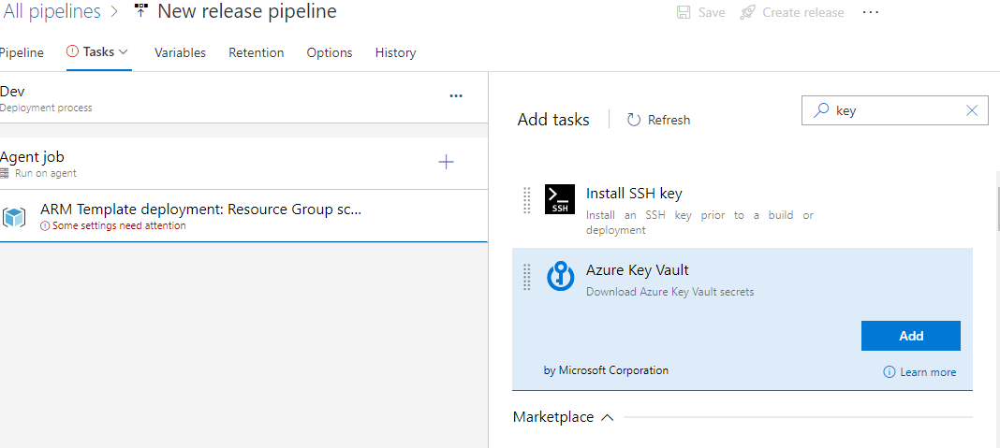 All pipelines > New release pipeline
Save
Create release
...
Pipeline
Tasks
Variables
Retention
Options
History
Dev
Deployment process
...
Agent job
Run on agent
ARM Template deployment: Resource Group sc...
Some settings need attention
Add tasks
Refresh
key
SSH
Install SSH key
Install an SSH key prior to a build or
deployment
Azure Key Vault
Download Azure Key Vault secrets
Add
by Microsoft Corporation
Learn more
Marketplace